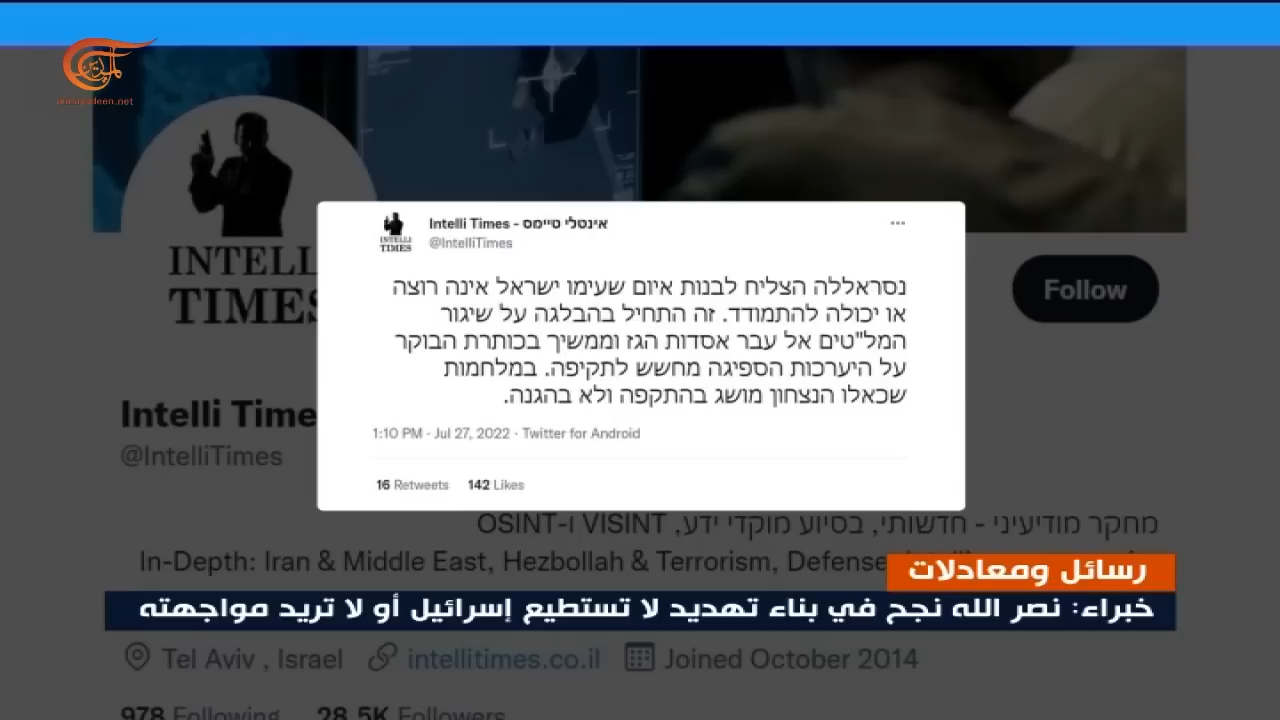 الميادين
almayadeen.net
INTELLI
TIMES
Intelli Times - אינטלי טיימס
@IntelliTimes
נסראללה הצליח לבנות איום שעימו ישראל אינה רוצה
או יכולה להתמודד. זה התחיל בהבלגה על שיגור
המל"טים אל עבר אסדות הגז וממשיך בכותרת הבוקר
על היערכות הספיגה מחשש לתקיפה. במלחמות
שכאלו הנצחון מושג בהתקפה ולא בהגנה.
1:10 PM - Jul 27, 2022 · Twitter for Android
16 Retweets 142 Likes
INTELL
TIMES
Follow
Intelli Time
@IntelliTimes
מחקר מודיעיני - חדשותי, בסיוע מוקדי ידע, VISINT ו-OSINT
In-Depth: Iran & Middle East, Hezbollah & Terrorism, Defense
رسائل ومعادلات
خبراء: نصر الله نجح في بناء تهديد لا تستطيع إسرائيل أو لا تريد مواجهته
Tel Aviv , Israel intellitimes.co.il Joined October 2014
978 Following 28.5K Followers